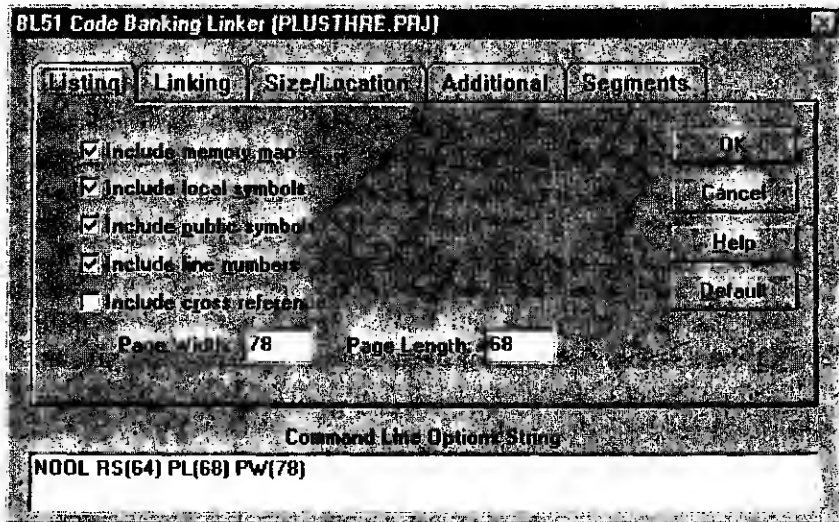 BL51 Code Banking Linker (PLUSTHRE.PRJ)
Listing Linking Size/Location Additional Segments
Include memory map
Include local symbols
Include public symbol
Include line numbers
Include cross referenc
OK
Cancel
Help
Default
Page Width: 78 Page Length: 68
Command Line Options String
NOOL RS(64) PL(68) PW(78)